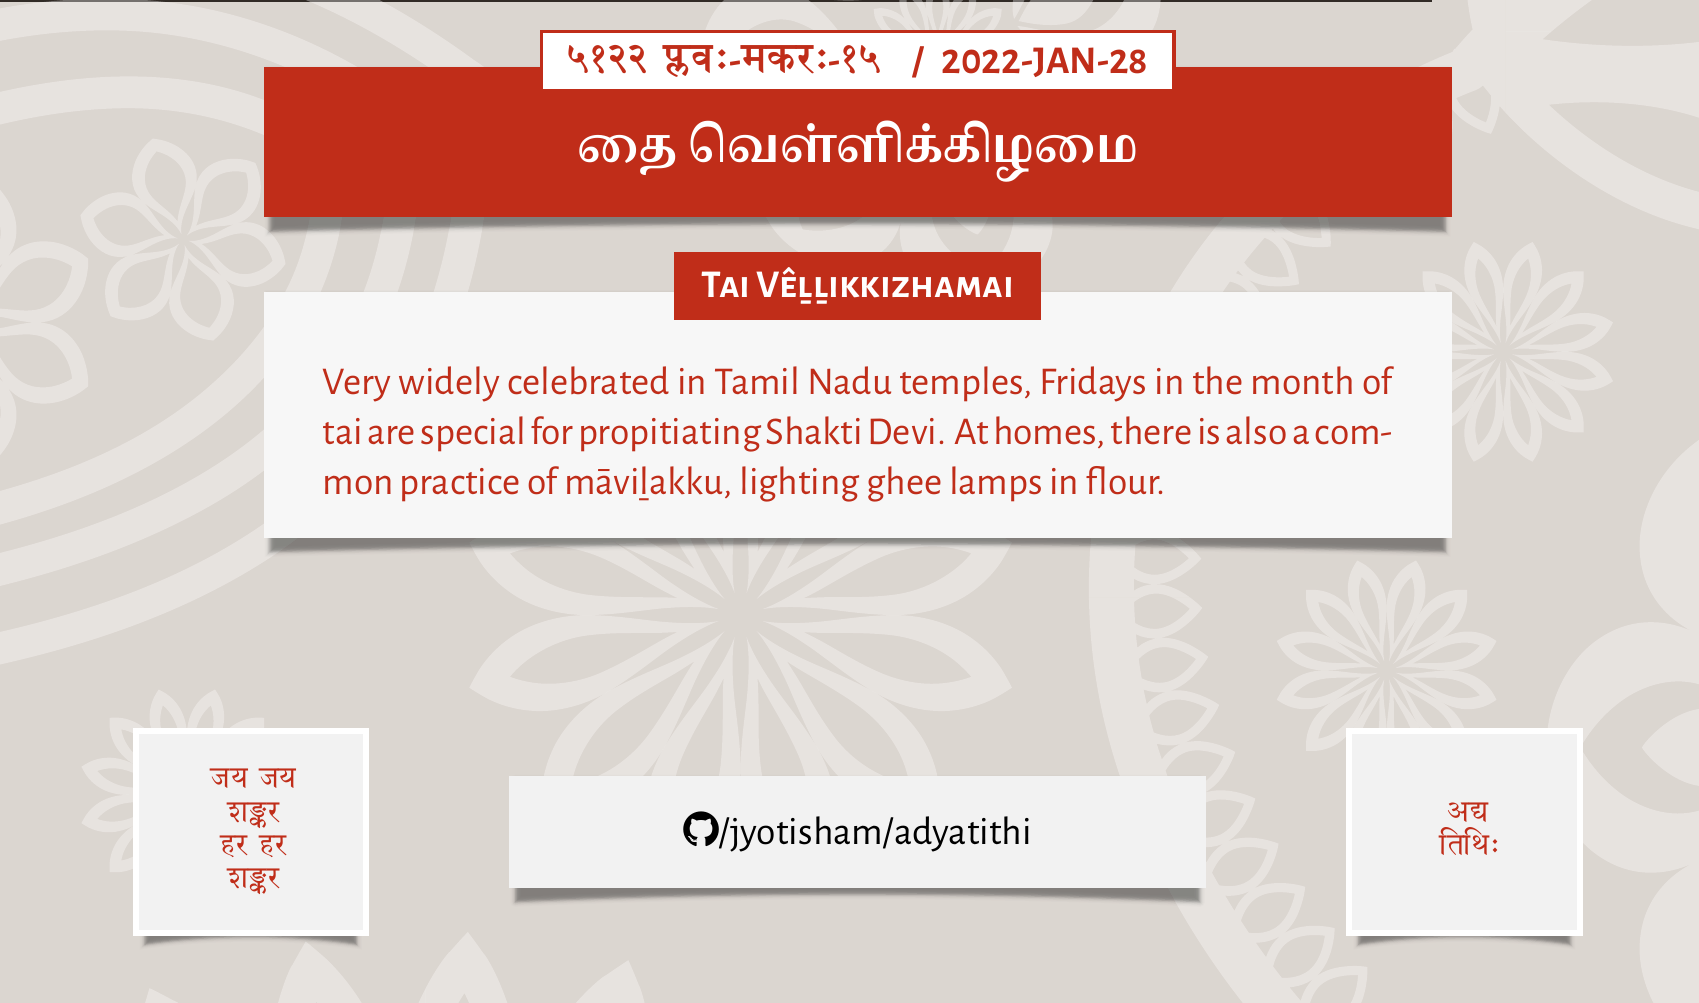 ५१२२ प्लवः-मकरः-१५ / 2022-JAN-28
தை வெள்ளிக்கிழமை
Tai Vêḻḻikkizhamai
Very widely celebrated in Tamil Nadu temples, Fridays in the month of
tai are special for propitiating Shakti Devi. At homes, there is also a com-
mon practice of māviḻakku, lighting ghee lamps in flour.
जय जय
शङ्कर
हर हर
शङ्कर
/jyotisham/adyatithi
अद्य
तिथिः